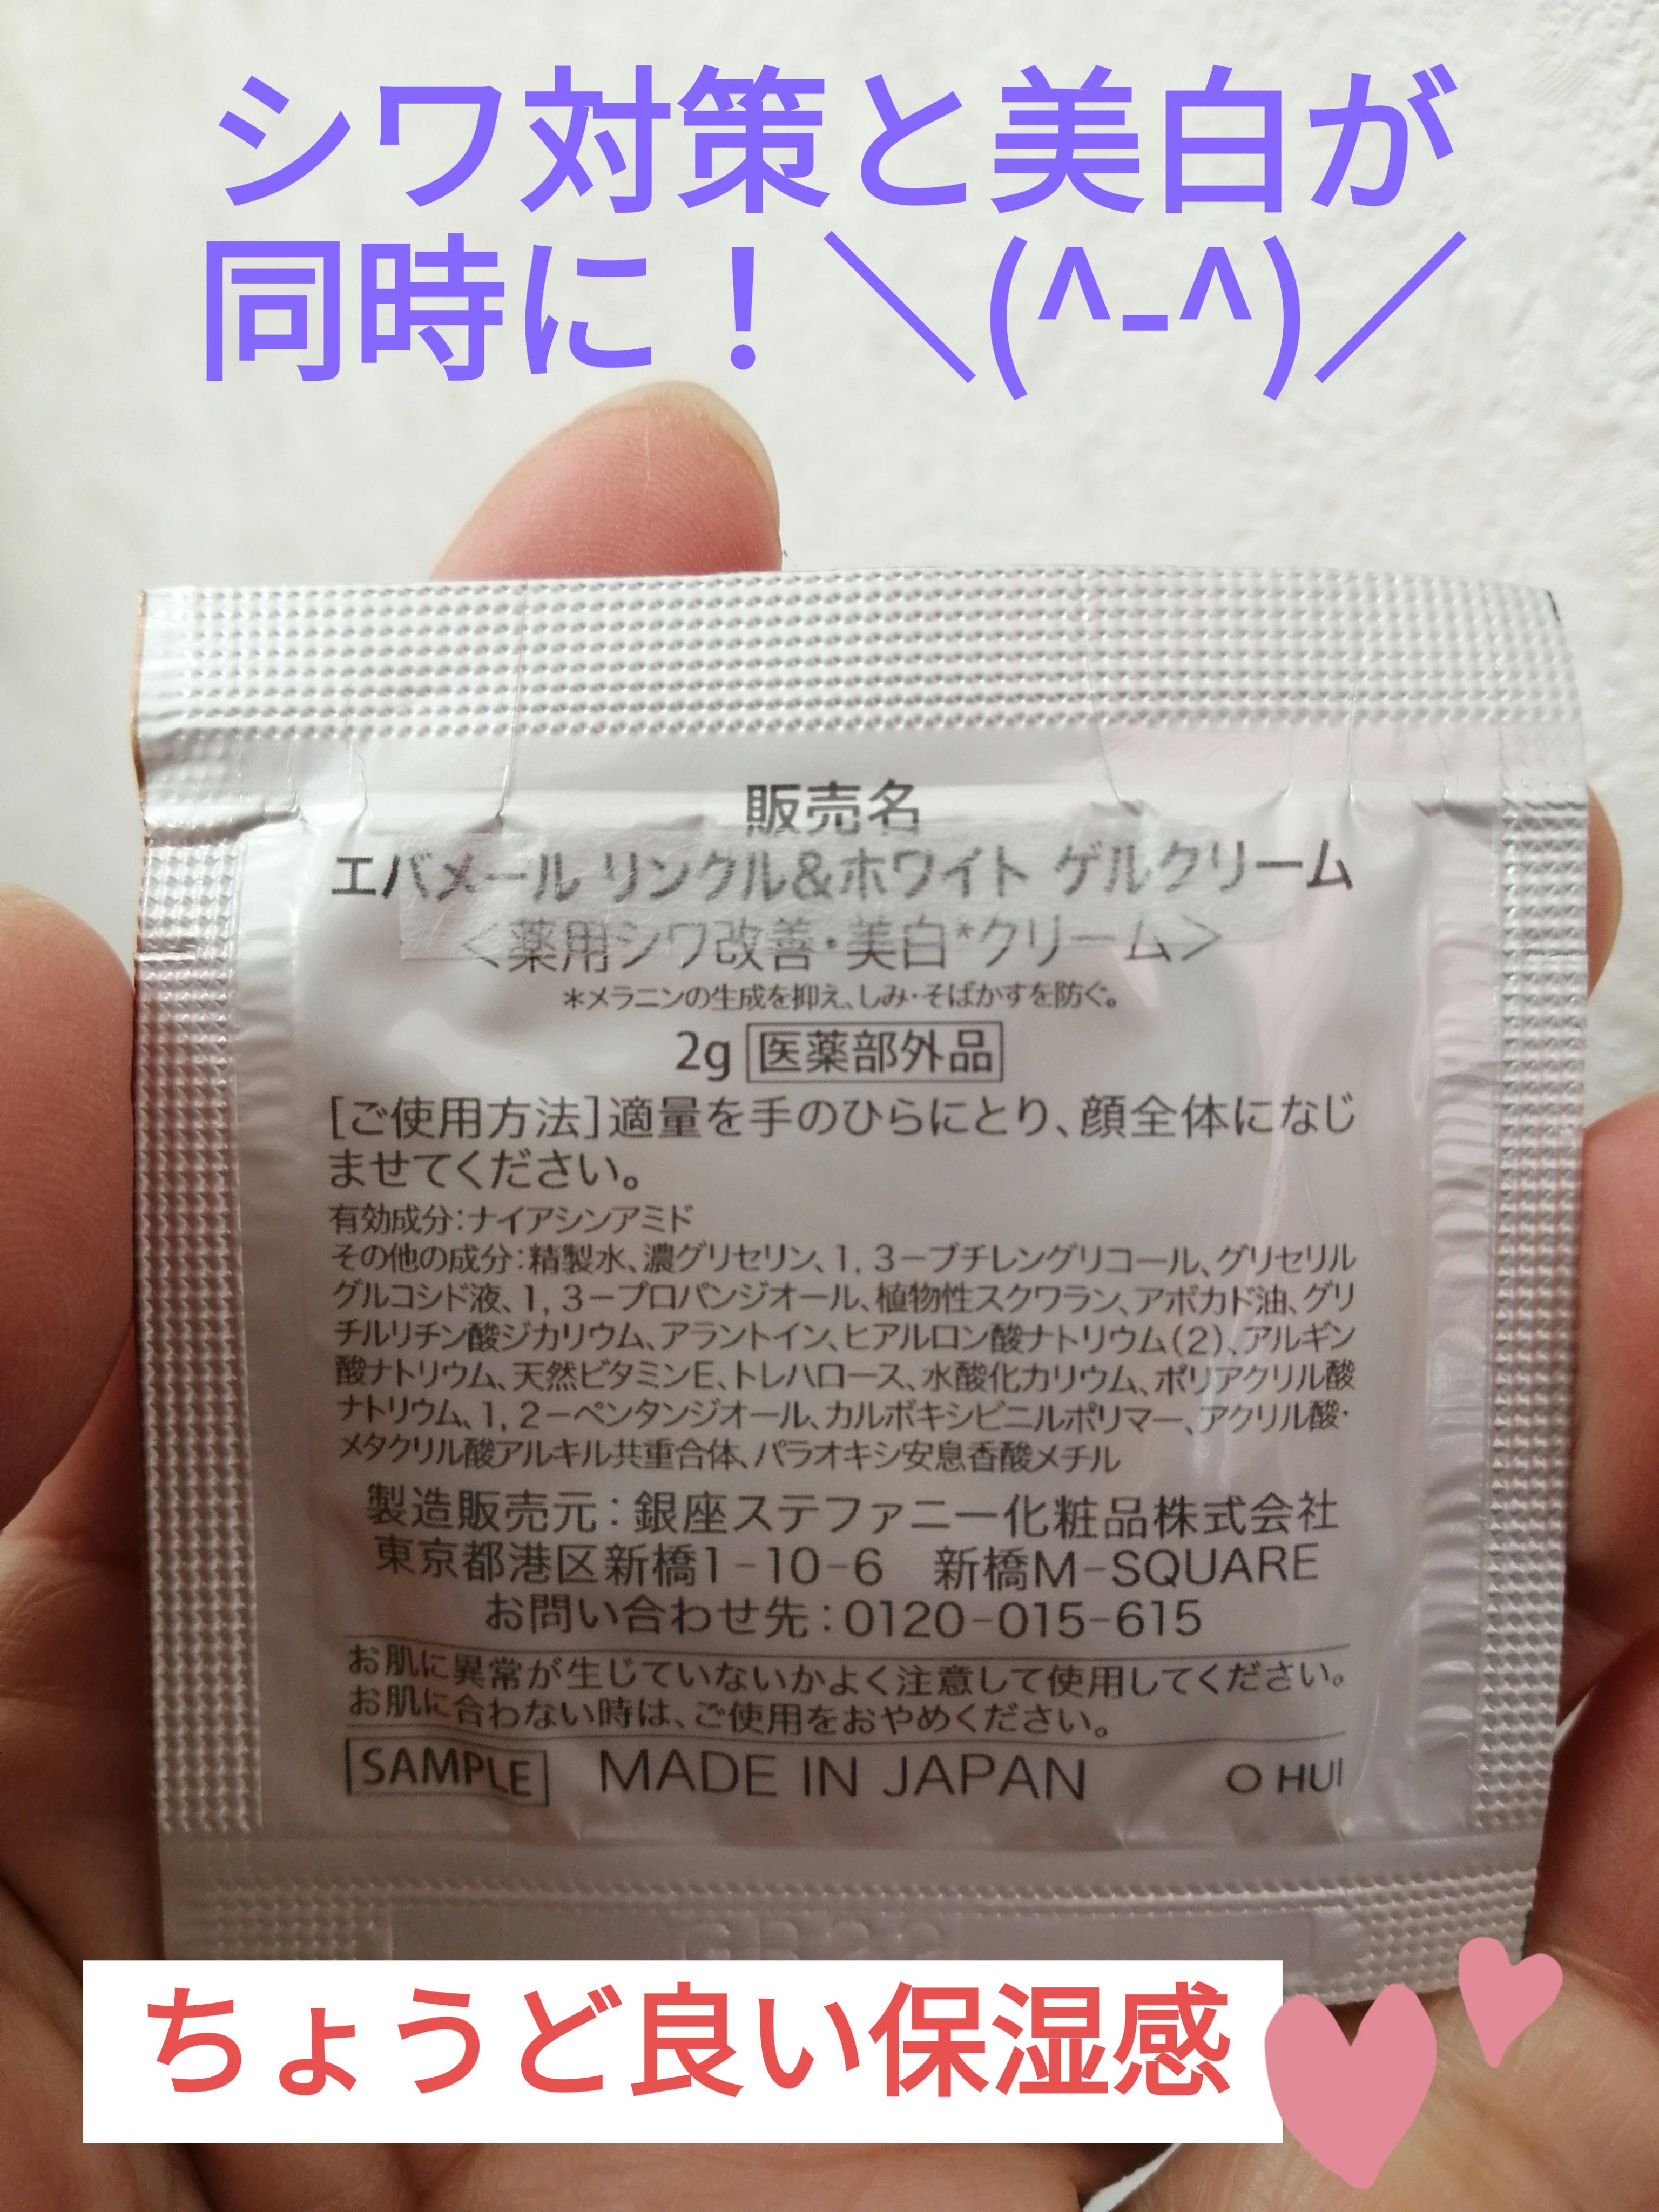 シワ対策と美白が
同時に！＼(^-^)／
販売名
エバメール リンクル&ホワイト ゲルクリーム
＜薬用シワ改善・美白*クリーム＞
*メラニンの生成を抑え、しみ・そばかすを防ぐ。
2g 医薬部外品
[ご使用方法]適量を手のひらにとり、顔全体になじ
ませてください。
有効成分：ナイアシンアミド
その他の成分：精製水、濃グリセリン、1,3－ブチレングリコール、グリセリル
グルコシド液、1,3－プロパンジオール、植物性スクワラン、アボカド油、グリ
チルリチン酸ジカリウム、アラントイン、ヒアルロン酸ナトリウム(2)、アルギン
酸ナトリウム、天然ビタミンE、トレハロース、水酸化カリウム、ポリアクリル酸
ナトリウム、1,2－ペンタンジオール、カルボキシビニルポリマー、アクリル酸・
メタクリル酸アルキル共重合体、パラオキシ安息香酸メチル
製造販売元：銀座ステファニー化粧品株式会社
東京都港区新橋1-10-6 新橋M-SQUARE
お問い合わせ先：0120-015-615
お肌に異常が生じていないかよく注意して使用してください。
お肌に合わない時は、ご使用をおやめください。
SAMPLE MADE IN JAPAN O HUI
ちょうど良い保湿感